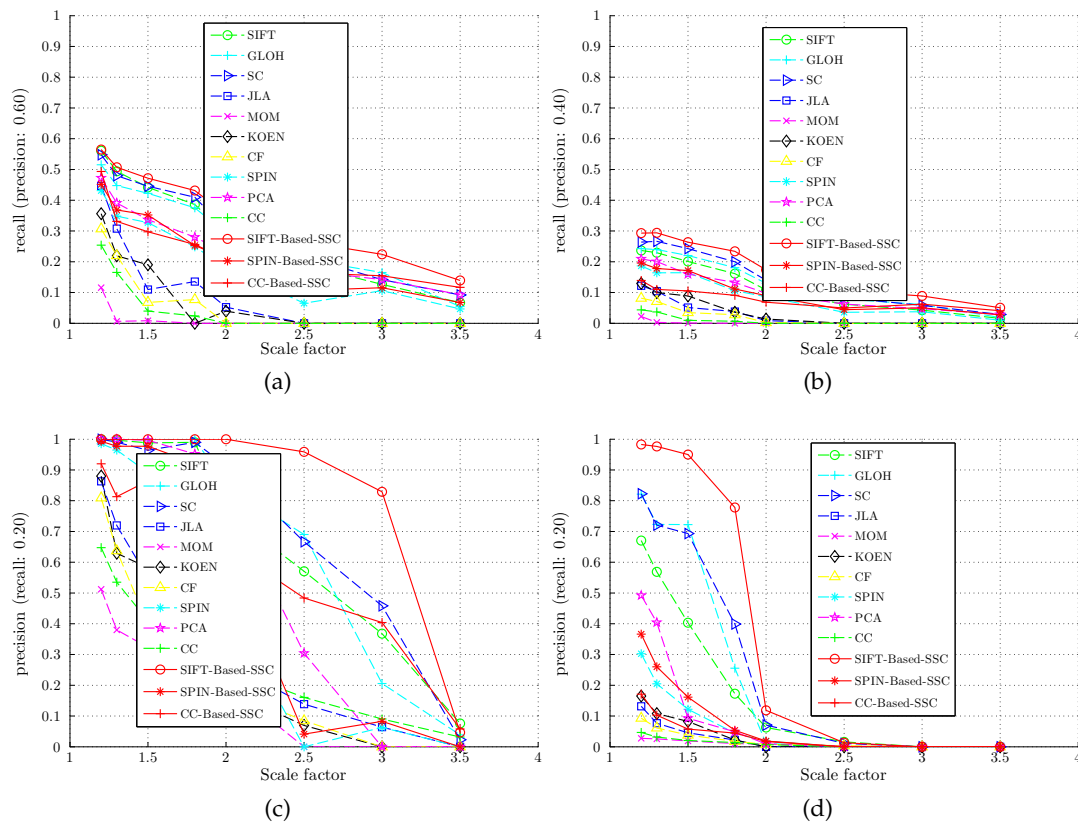 1
0.9
0.8
0.7
0.6
0.5
0.4
0.3
0.2
0.1
0
recall (precision: 0.60)
SIFT
GLOH
SC
JLA
MOM
KOEN
CF
SPIN
PCA
CC
SIFT-Based-SSC
SPIN-Based-SSC
CC-Based-SSC
1 1.5 2 2.5 3 3.5 4
Scale factor
(a)
1
0.9
0.8
0.7
0.6
0.5
0.4
0.3
0.2
0.1
0
recall (precision: 0.40)
SIFT
GLOH
SC
JLA
MOM
KOEN
CF
SPIN
PCA
CC
SIFT-Based-SSC
SPIN-Based-SSC
CC-Based-SSC
1 1.5 2 2.5 3 3.5 4
Scale factor
(b)
1
0.9
0.8
0.7
0.6
0.5
0.4
0.3
0.2
0.1
0
precision (recall: 0.20)
SIFT
GLOH
SC
JLA
MOM
KOEN
CF
SPIN
PCA
CC
SIFT-Based-SSC
SPIN-Based-SSC
CC-Based-SSC
1 1.5 2 2.5 3 3.5 4
Scale factor
(c)
1
0.9
0.8
0.7
0.6
0.5
0.4
0.3
0.2
0.1
0
precision (recall: 0.20)
SIFT
GLOH
SC
JLA
MOM
KOEN
CF
SPIN
PCA
CC
SIFT-Based-SSC
SPIN-Based-SSC
CC-Based-SSC
1 1.5 2 2.5 3 3.5 4
Scale factor
(d)